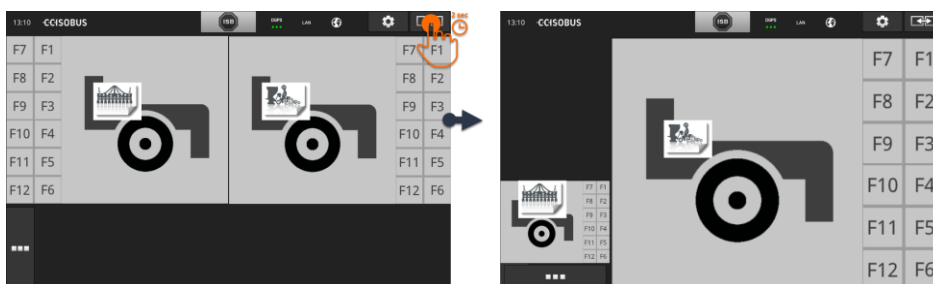 13:10 CCISOBUS ISB DGPS LAN
2 sec
F7 F1 F7 F1
F8 F2 F8 F2
F9 F3 F9 F3
F10 F4 F10 F4
F11 F5 F11 F5
F12 F6 F12 F6
13:10 CCISOBUS ISB DGPS LAN
F7 F1
F8 F2
F9 F3
F10 F4
F11 F5
F12 F6
F7 F1
F8 F2
F9 F3
F10 F4
F11 F5
F12 F6